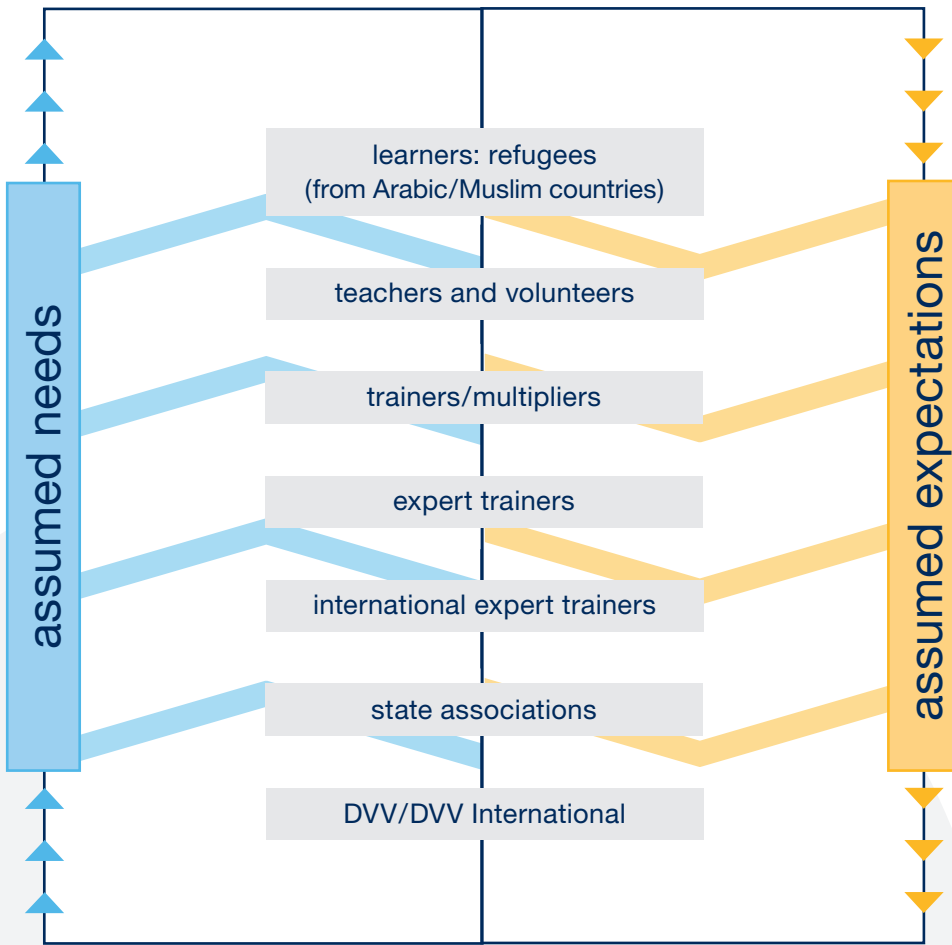 assumed needs
learners: refugees
(from Arabic/Muslim countries)
teachers and volunteers
trainers/multipliers
expert trainers
international expert trainers
state associations
DVV/DVV International
assumed expectations